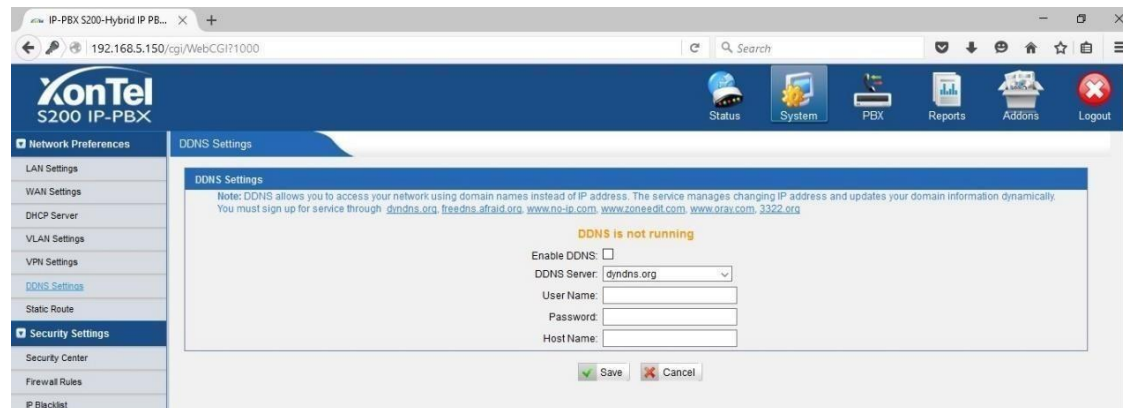 IP-PBX S200-Hybrid IP PB...
192.168.5.150/cgi/WebCGI?1000
Search
XonTel
S200 IP-PBX
Status
System
PBX
Reports
Addons
Logout
Network Preferences
DDNS Settings
LAN Settings
WAN Settings
DHCP Server
VLAN Settings
VPN Settings
DDNS Settings
Static Route
Security Settings
Security Center
Firewall Rules
IP Blacklist
DDNS Settings
Note: DDNS allows you to access your network using domain names instead of IP address. The service manages changing IP address and updates your domain information dynamically.
You must sign up for service through dyndns.org, freedns.afraid.org, www.no-ip.com, www.zoneedit.com, www.oray.com, 3322.org
DDNS is not running
Enable DDNS:
DDNS Server: dyndns.org
User Name:
Password:
Host Name:
Save
Cancel